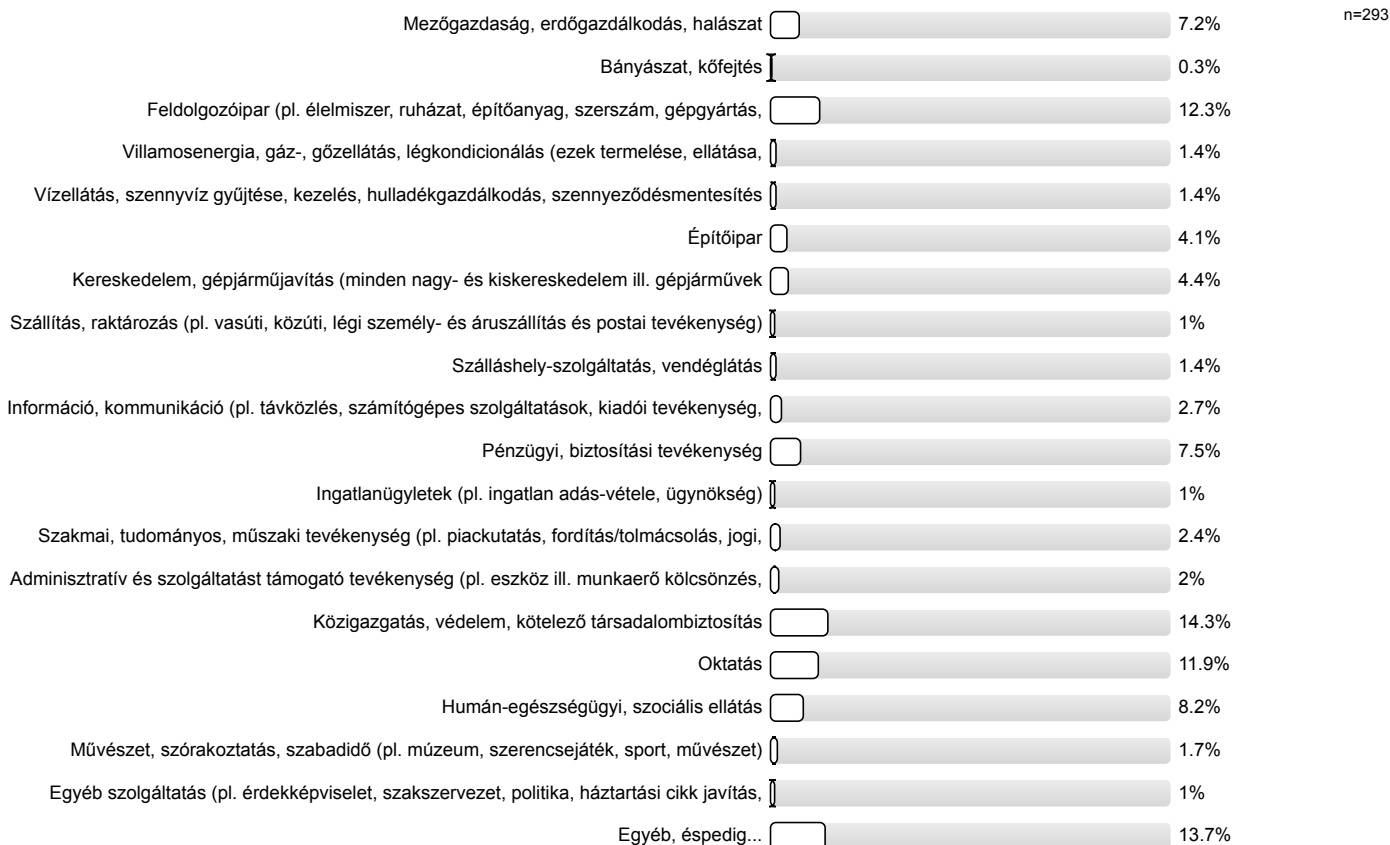 n=293
Mezőgazdaság, erdőgazdálkodás, halászat 7.2%
Bányászat, kőfejtés 0.3%
Feldolgozóipar (pl. élelmiszer, ruházat, építőanyag, szerszám, gépgyártás, 12.3%
Villamosenergia, gáz-, gőzellátás, légkondicionálás (ezek termelése, ellátása, 1.4%
Vízellátás, szennyvíz gyűjtése, kezelés, hulladékgazdálkodás, szennyeződésmentesítés 1.4%
Építőipar 4.1%
Kereskedelem, gépjárműjavítás (minden nagy- és kiskereskedelem ill. gépjárművek 4.4%
Szállítás, raktározás (pl. vasúti, közúti, légi személy- és áruszállítás és postai tevékenység) 1%
Szálláshely-szolgáltatás, vendéglátás 1.4%
Információ, kommunikáció (pl. távközlés, számítógépes szolgáltatások, kiadói tevékenység, 2.7%
Pénzügyi, biztosítási tevékenység 7.5%
Ingatlanügyletek (pl. ingatlan adás-vétele, ügynökség) 1%
Szakmai, tudományos, műszaki tevékenység (pl. piackutatás, fordítás/tolmácsolás, jogi, 2.4%
Adminisztratív és szolgáltatást támogató tevékenység (pl. eszköz ill. munkaerő kölcsönzés, 2%
Közigazgatás, védelem, kötelező társadalombiztosítás 14.3%
Oktatás 11.9%
Humán-egészségügyi, szociális ellátás 8.2%
Művészet, szórakoztatás, szabadidő (pl. múzeum, szerencsejáték, sport, művészet) 1.7%
Egyéb szolgáltatás (pl. érdekképviselet, szakszervezet, politika, háztartási cikk javítás, 1%
Egyéb, éspedig... 13.7%